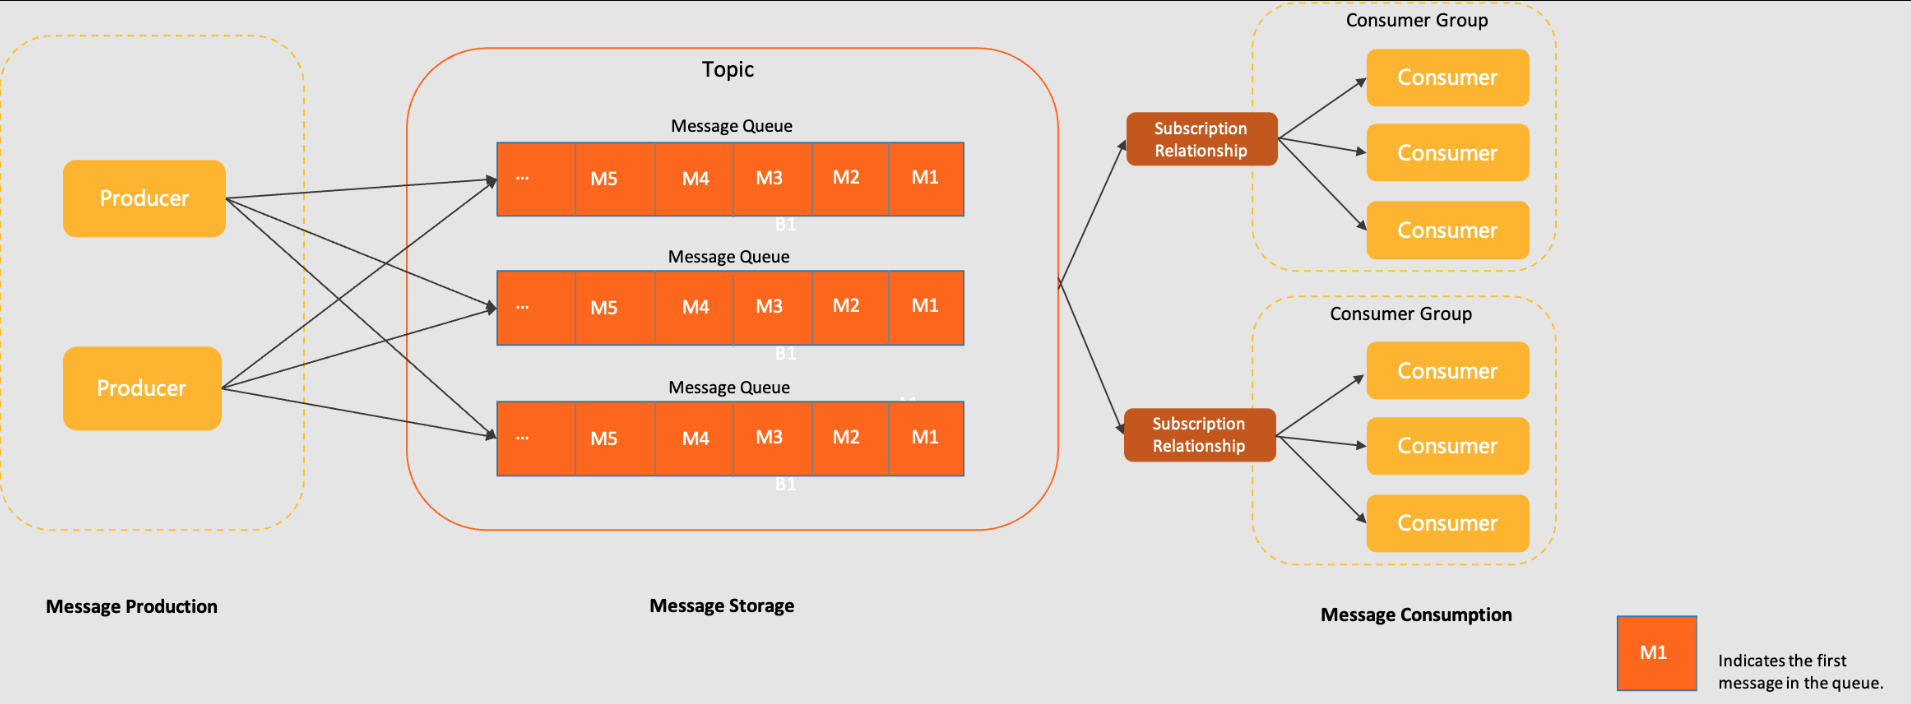 Producer
Producer
Message Production
Topic
Message Queue
... M5 M4 M3 M2 M1
B1
Message Queue
... M5 M4 M3 M2 M1
B1
Message Queue
... M5 M4 M3 M2 M1
B1
Message Storage
Subscription
Relationship
Consumer Group
Consumer
Consumer
Consumer
Subscription
Relationship
Consumer Group
Consumer
Consumer
Consumer
Message Consumption
M1
Indicates the first
message in the queue.